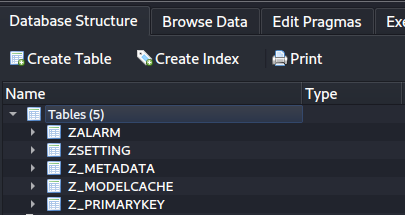 Database Structure Browse Data Edit Pragmas
Create Table Create Index Print
Name Type
Tables (5)
ZALARM
ZSETTING
Z_METADATA
Z_MODELCACHE
Z_PRIMARYKEY